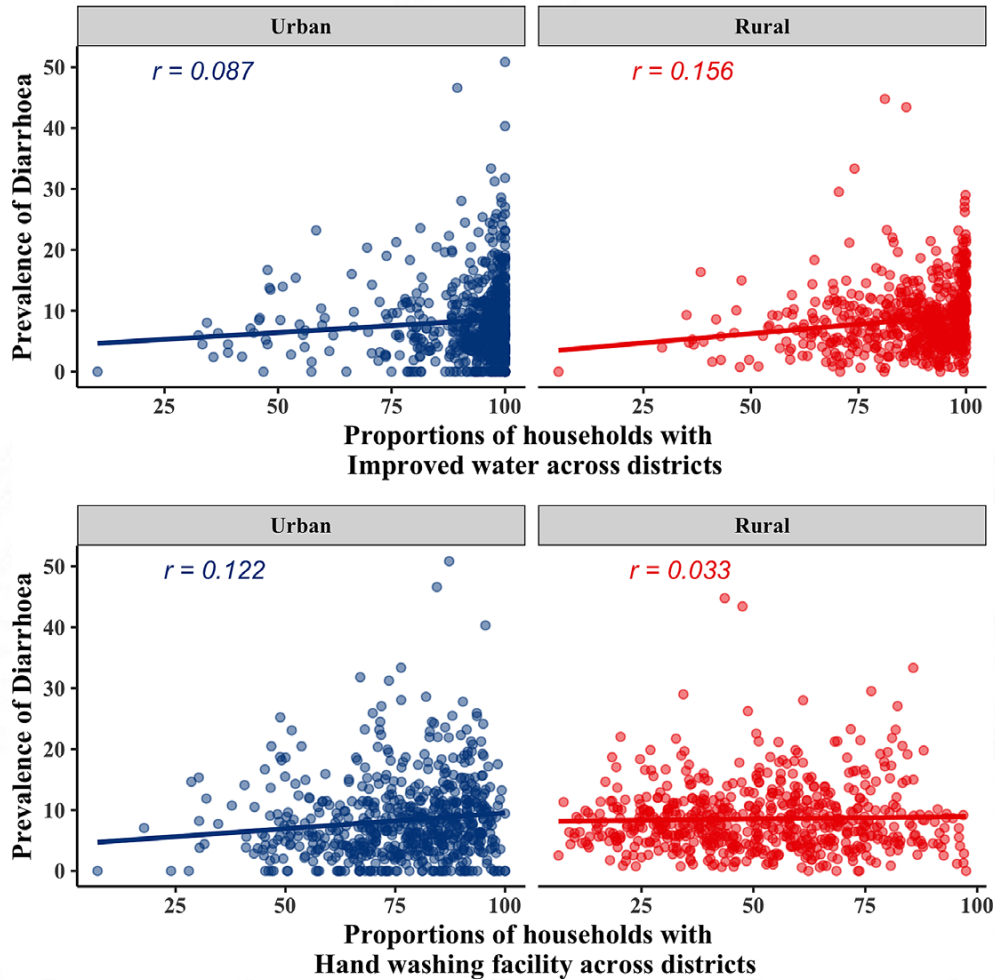 Urban
Rural
r = 0.087
r = 0.156
Prevalence of Diarrhoea
50
40
30
20
10
0
25
50
75
100
25
50
75
100
Proportions of households with
Improved water across districts
Urban
Rural
r = 0.122
r = 0.033
Prevalence of Diarrhoea
50
40
30
20
10
0
25
50
75
100
25
50
75
100
Proportions of households with
Hand washing facility across districts